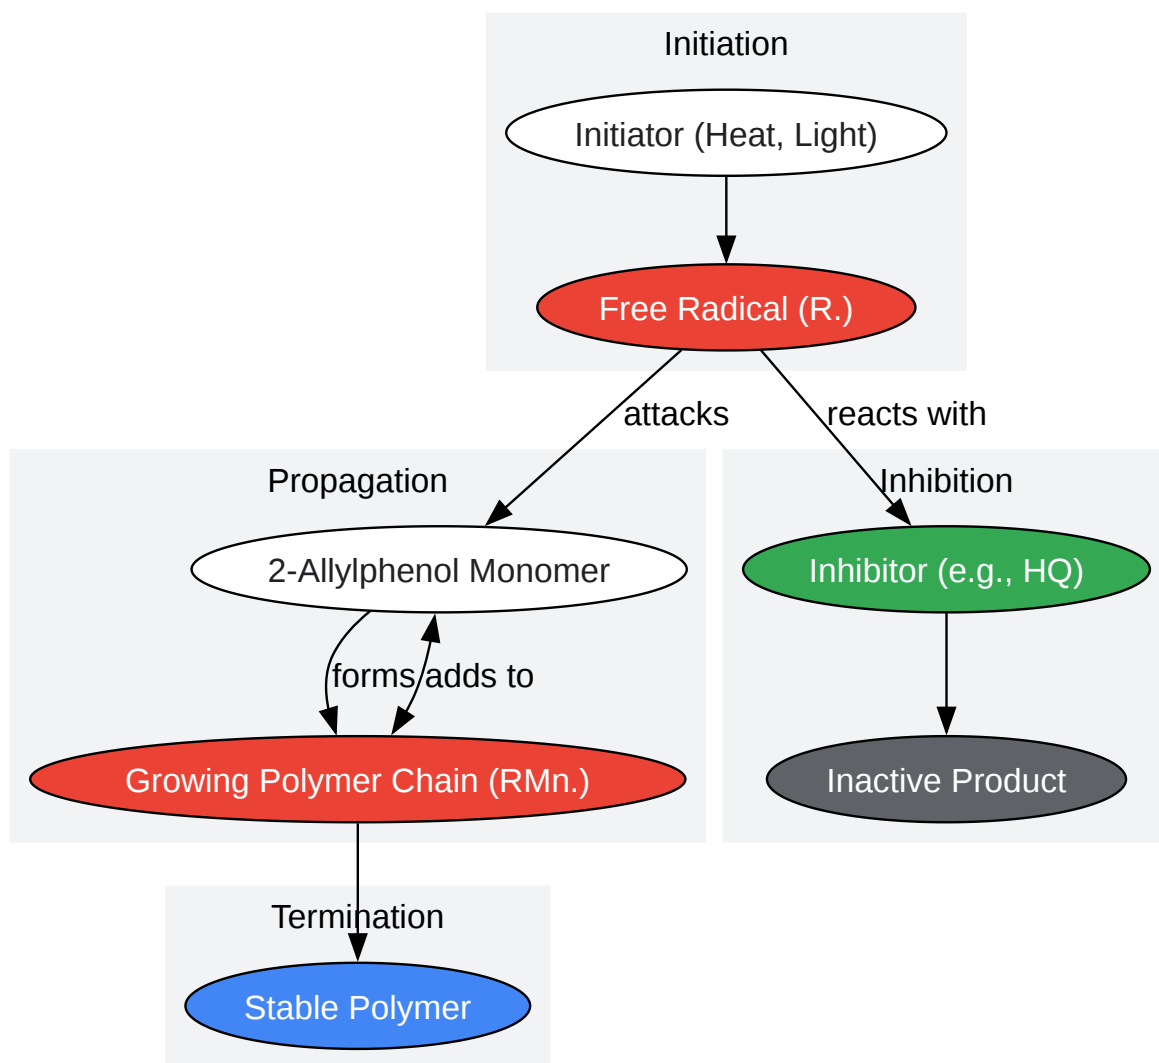 Initiation
Initiator (Heat, Light)
Free Radical (R.)
attacks
reacts with
Propagation
Inhibition
2-Allylphenol Monomer
Inhibitor (e.g., HQ)
forms
adds to
Growing Polymer Chain (RMn.)
Inactive Product
Termination
Stable Polymer